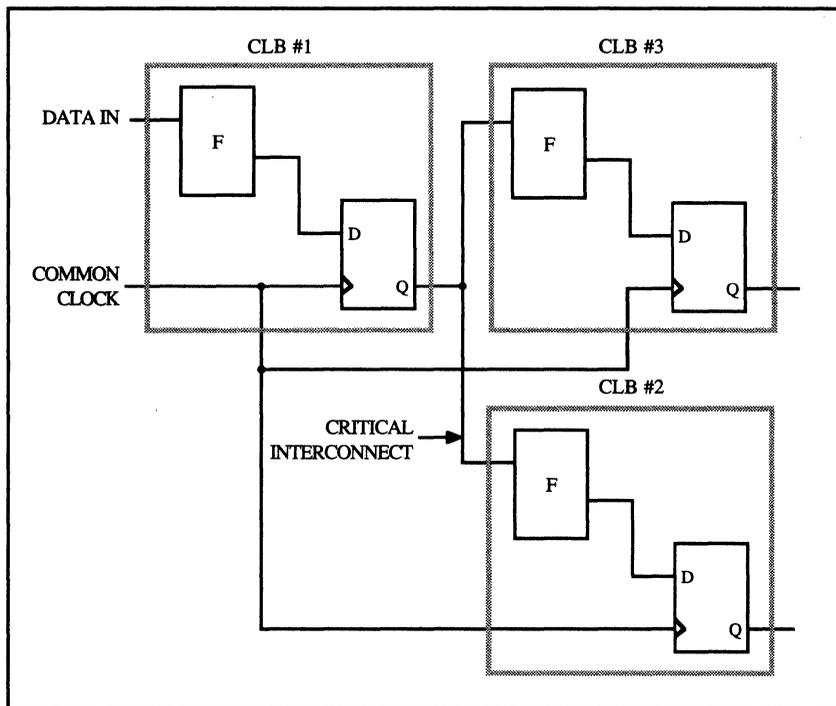 CLB #1
CLB #3
DATA IN
F
F
D
Q
D
Q
COMMON
CLOCK
CLB #2
CRITICAL
INTERCONNECT
F
D
Q